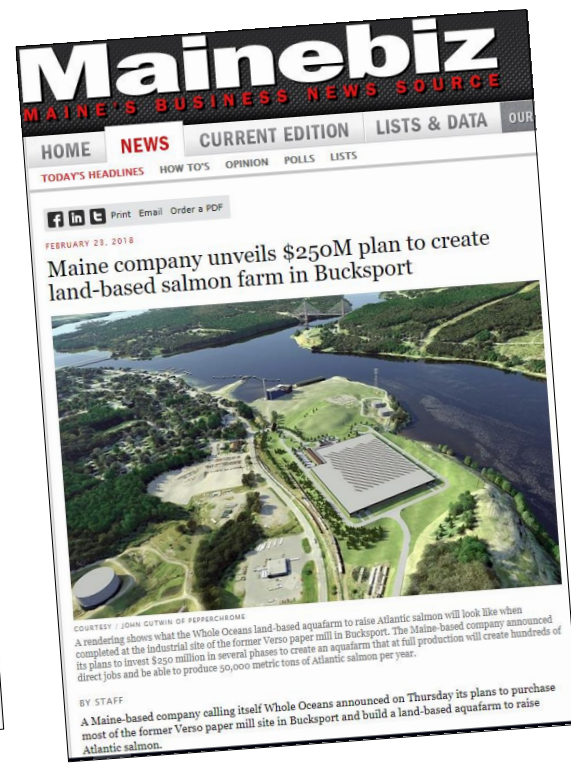 Mainebiz
MAINE'S BUSINESS NEWS SOURCE
HOME NEWS CURRENT EDITION LISTS & DATA OUR
TODAY'S HEADLINES HOW TO'S OPINION POLLS LISTS
f in t Print Email Order a PDF
FEBRUARY 23, 2018
Maine company unveils $250M plan to create
land-based salmon farm in Bucksport
COURTESY / JOHN GUTWIN OF PEPPERCHROME
A rendering shows what the Whole Oceans land-based aquafarm to raise Atlantic salmon will look like when
completed at the industrial site of the former Verso paper mill in Bucksport. The Maine-based company announced
its plans to invest $250 million in several phases to create an aquafarm that at full production will create hundreds of
direct jobs and be able to produce 50,000 metric tons of Atlantic salmon per year.
BY STAFF
A Maine-based company calling itself Whole Oceans announced on Thursday its plans to purchase
most of the former Verso paper mill site in Bucksport and build a land-based aquafarm to raise
Atlantic salmon.